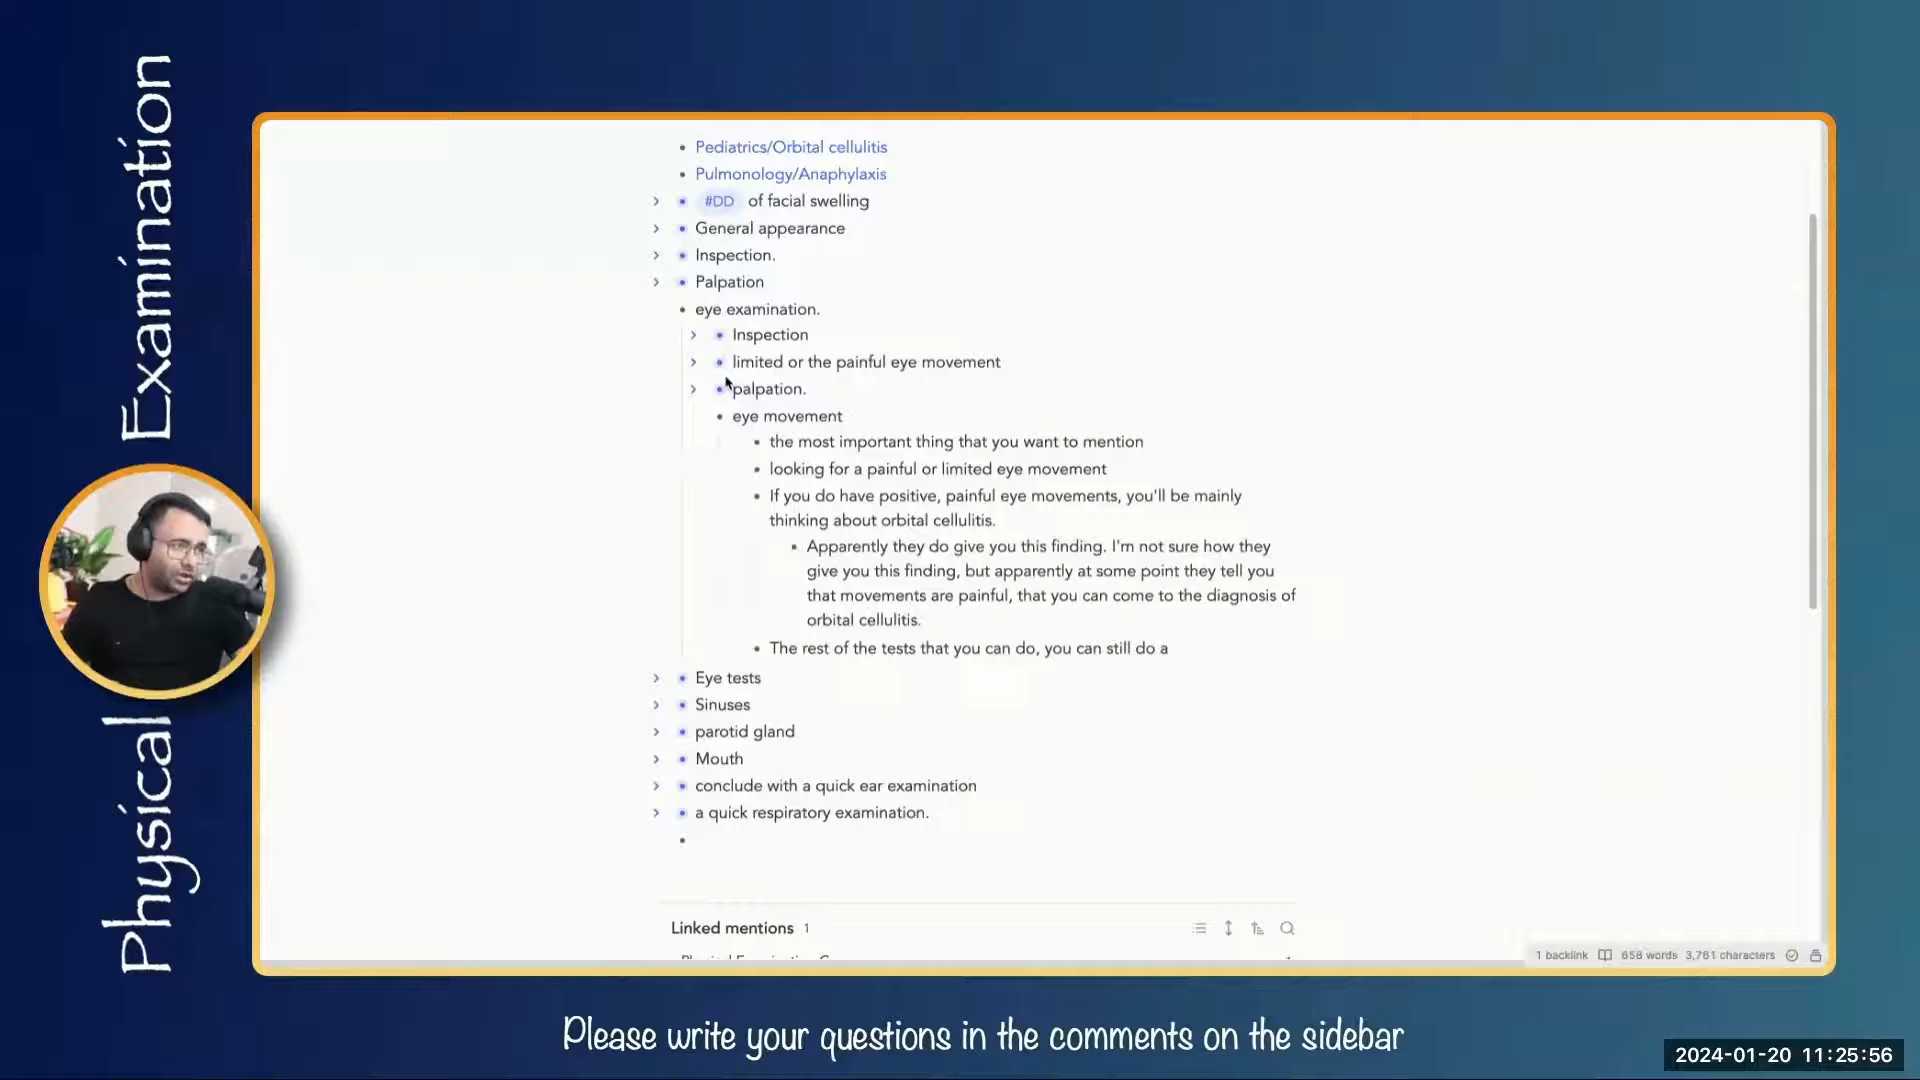 Physical Examination
Pediatrics/Orbital cellulitis
Pulmonology/Anaphylaxis
#DD of facial swelling
General appearance
Inspection.
Palpation
eye examination.
Inspection
limited or the painful eye movement
palpation.
eye movement
the most important thing that you want to mention
looking for a painful or limited eye movement
If you do have positive, painful eye movements, you'll be mainly
thinking about orbital cellulitis.
Apparently they do give you this finding. I'm not sure how they
give you this finding, but apparently at some point they tell you
that movements are painful, that you can come to the diagnosis of
orbital cellulitis.
The rest of the tests that you can do, you can still do a
Eye tests
Sinuses
parotid gland
Mouth
conclude with a quick ear examination
a quick respiratory examination.
Linked mentions 1
1 backlink 658 words 3,761 characters
Please write your questions in the comments on the sidebar
2024-01-20 11:25:56